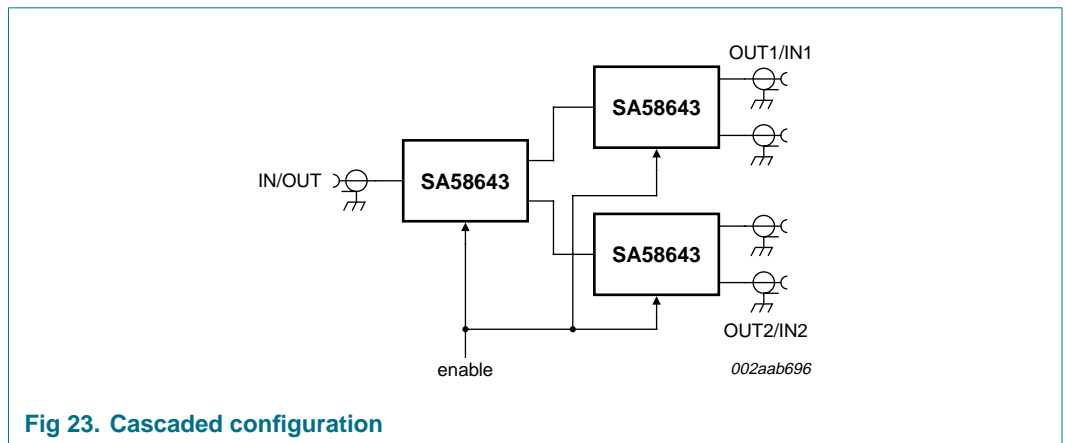 OUT1/IN1
SA58643
IN/OUT
SA58643
SA58643
OUT2/IN2
enable
002aab696
Fig 23. Cascaded configuration